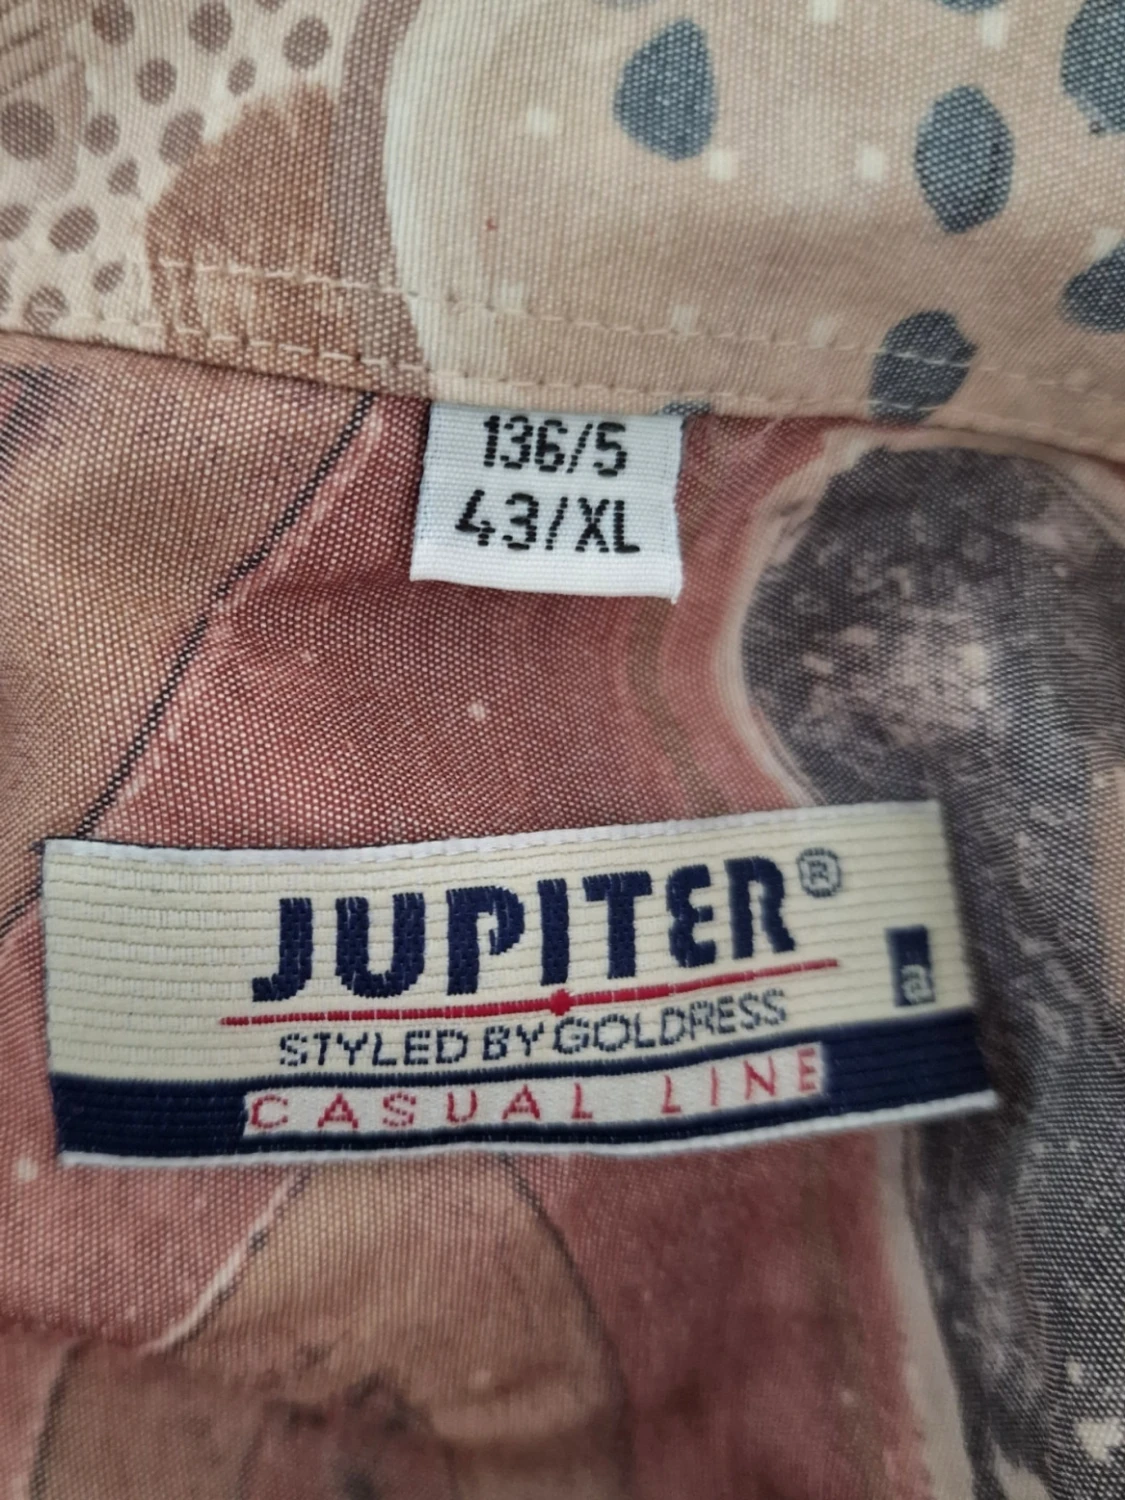 136/5
43/XL
JUPITER®
a
STYLED BY GOLDRESS
CASUAL LINE